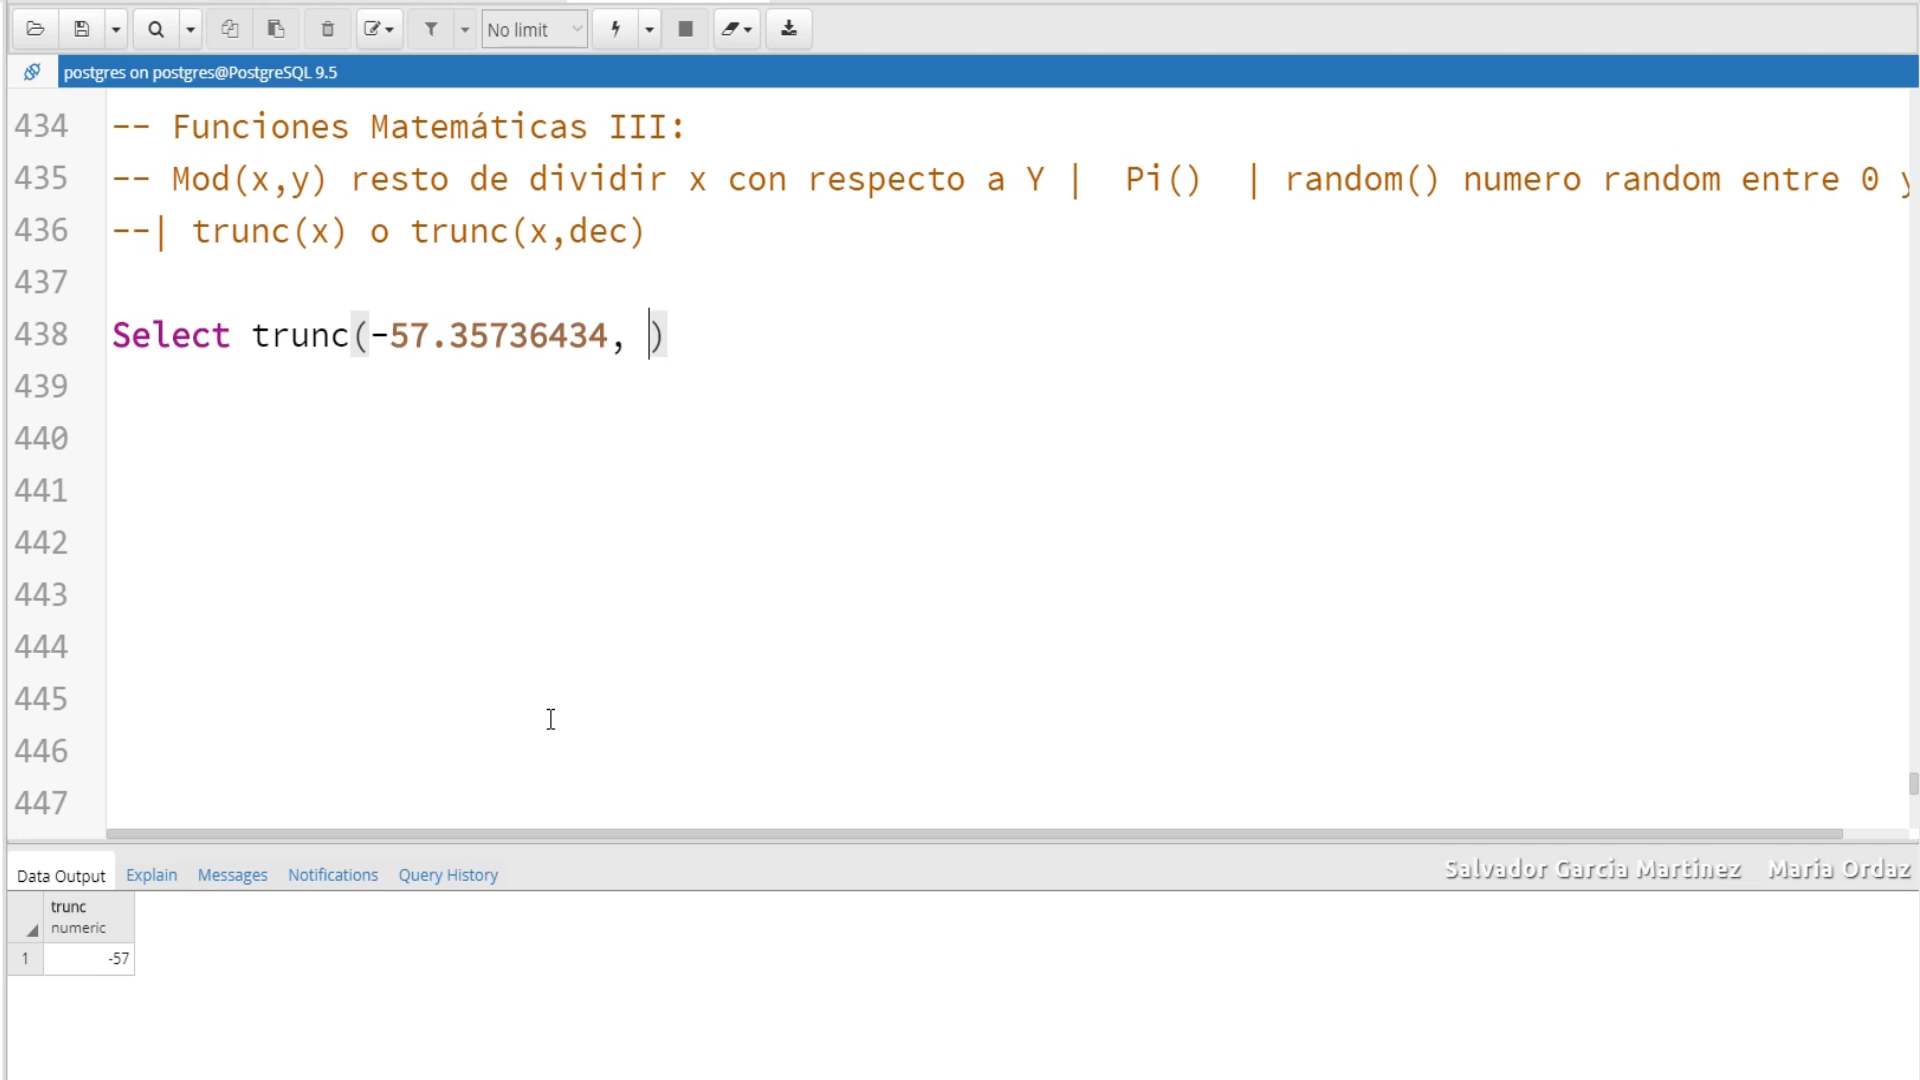 No limit
postgres on postgres@PostgreSQL 9.5
434 -- Funciones Matemáticas III:
435 -- Mod(x,y) resto de dividir x con respecto a Y |  Pi()  | random() numero random entre 0 y
436 --| trunc(x) o trunc(x,dec)
437
438 Select trunc(-57.35736434, )
439
440
441
442
443
444
445
446
447
Data Output Explain Messages Notifications Query History
Salvador Garcia Martinez Maria Ordaz
trunc
numeric
1 -57